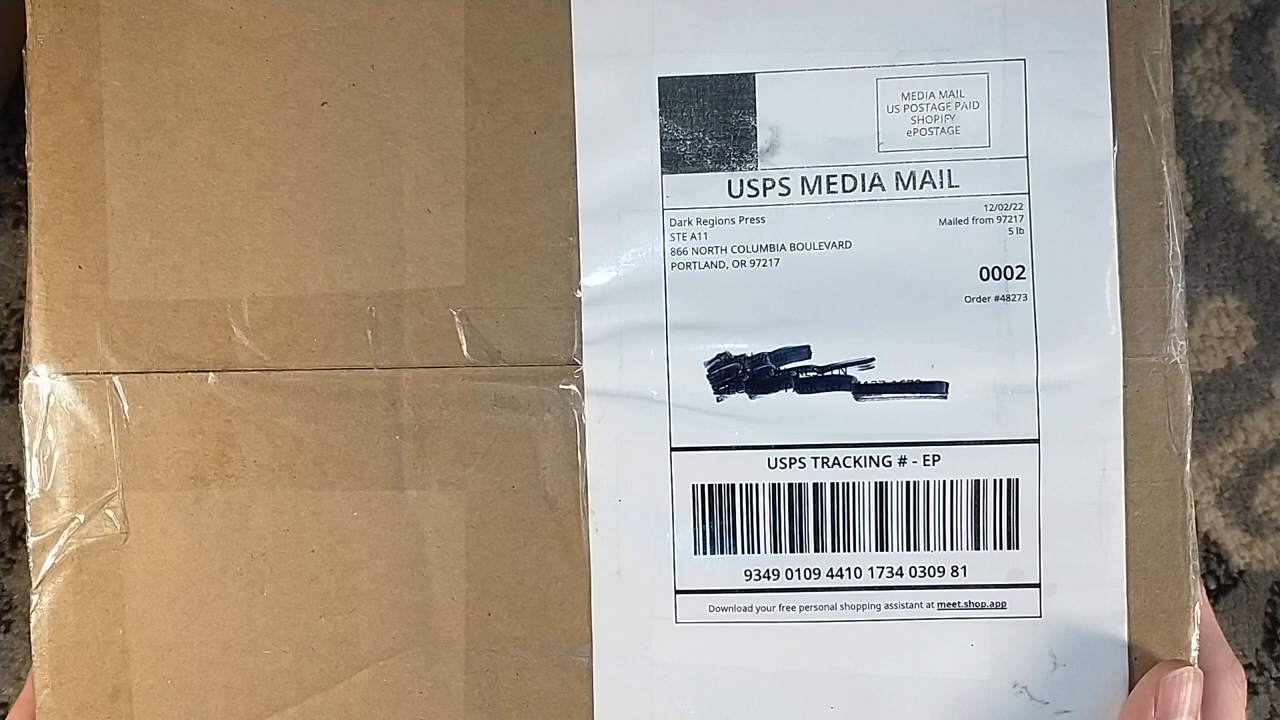 MEDIA MAIL
US POSTAGE PAID
SHOPIFY
ePOSTAGE
USPS MEDIA MAIL
Dark Regions Press
STE A11
866 NORTH COLUMBIA BOULEVARD
PORTLAND, OR 97217
12/02/22
Mailed from 97217
5 lb
0002
Order #48273
USPS TRACKING # - EP
9349 0109 4410 1734 0309 81
Download your free personal shopping assistant at meet.shop.app